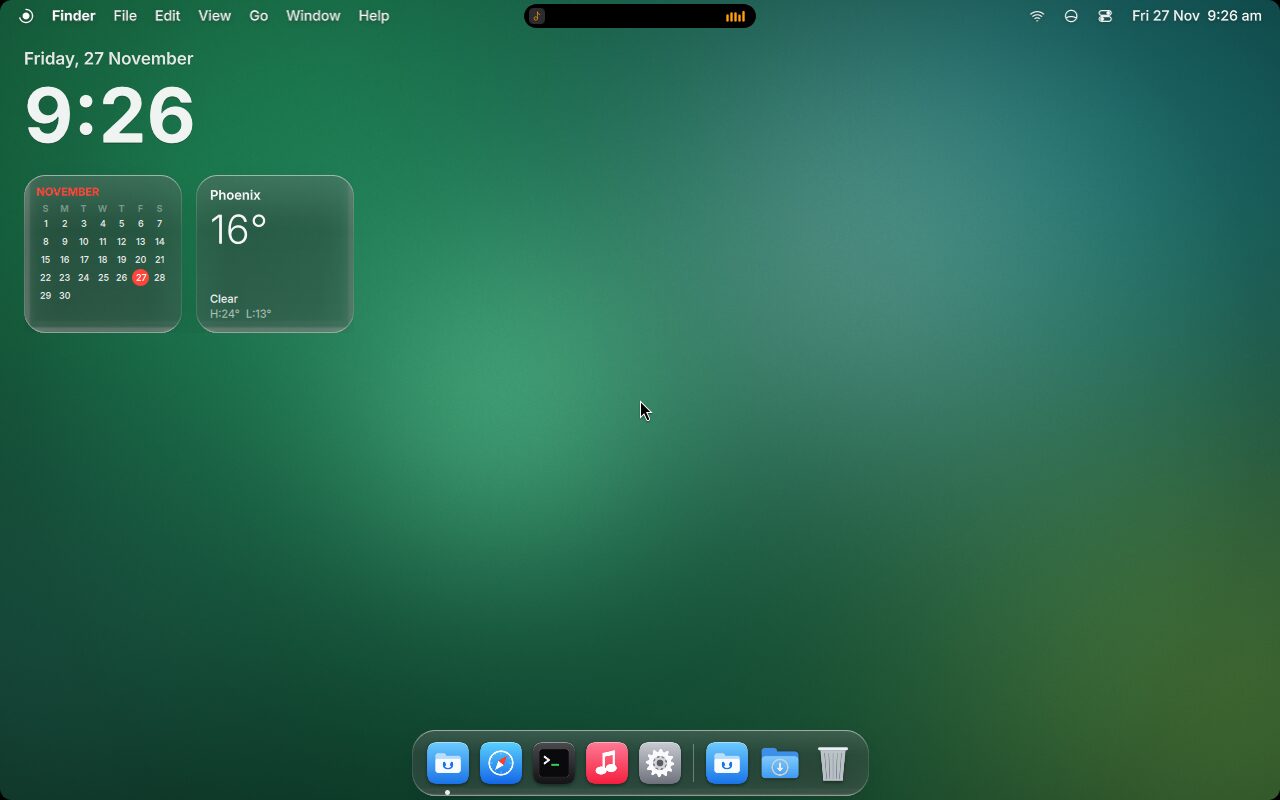 Finder File Edit View Go Window Help
Fri 27 Nov 9:26 am
Friday, 27 November
9:26
NOVEMBER
S M T W T F S
1 2 3 4 5 6 7
8 9 10 11 12 13 14
15 16 17 18 19 20 21
22 23 24 25 26 27 28
29 30
Phoenix
16°
Clear
H:24° L:13°